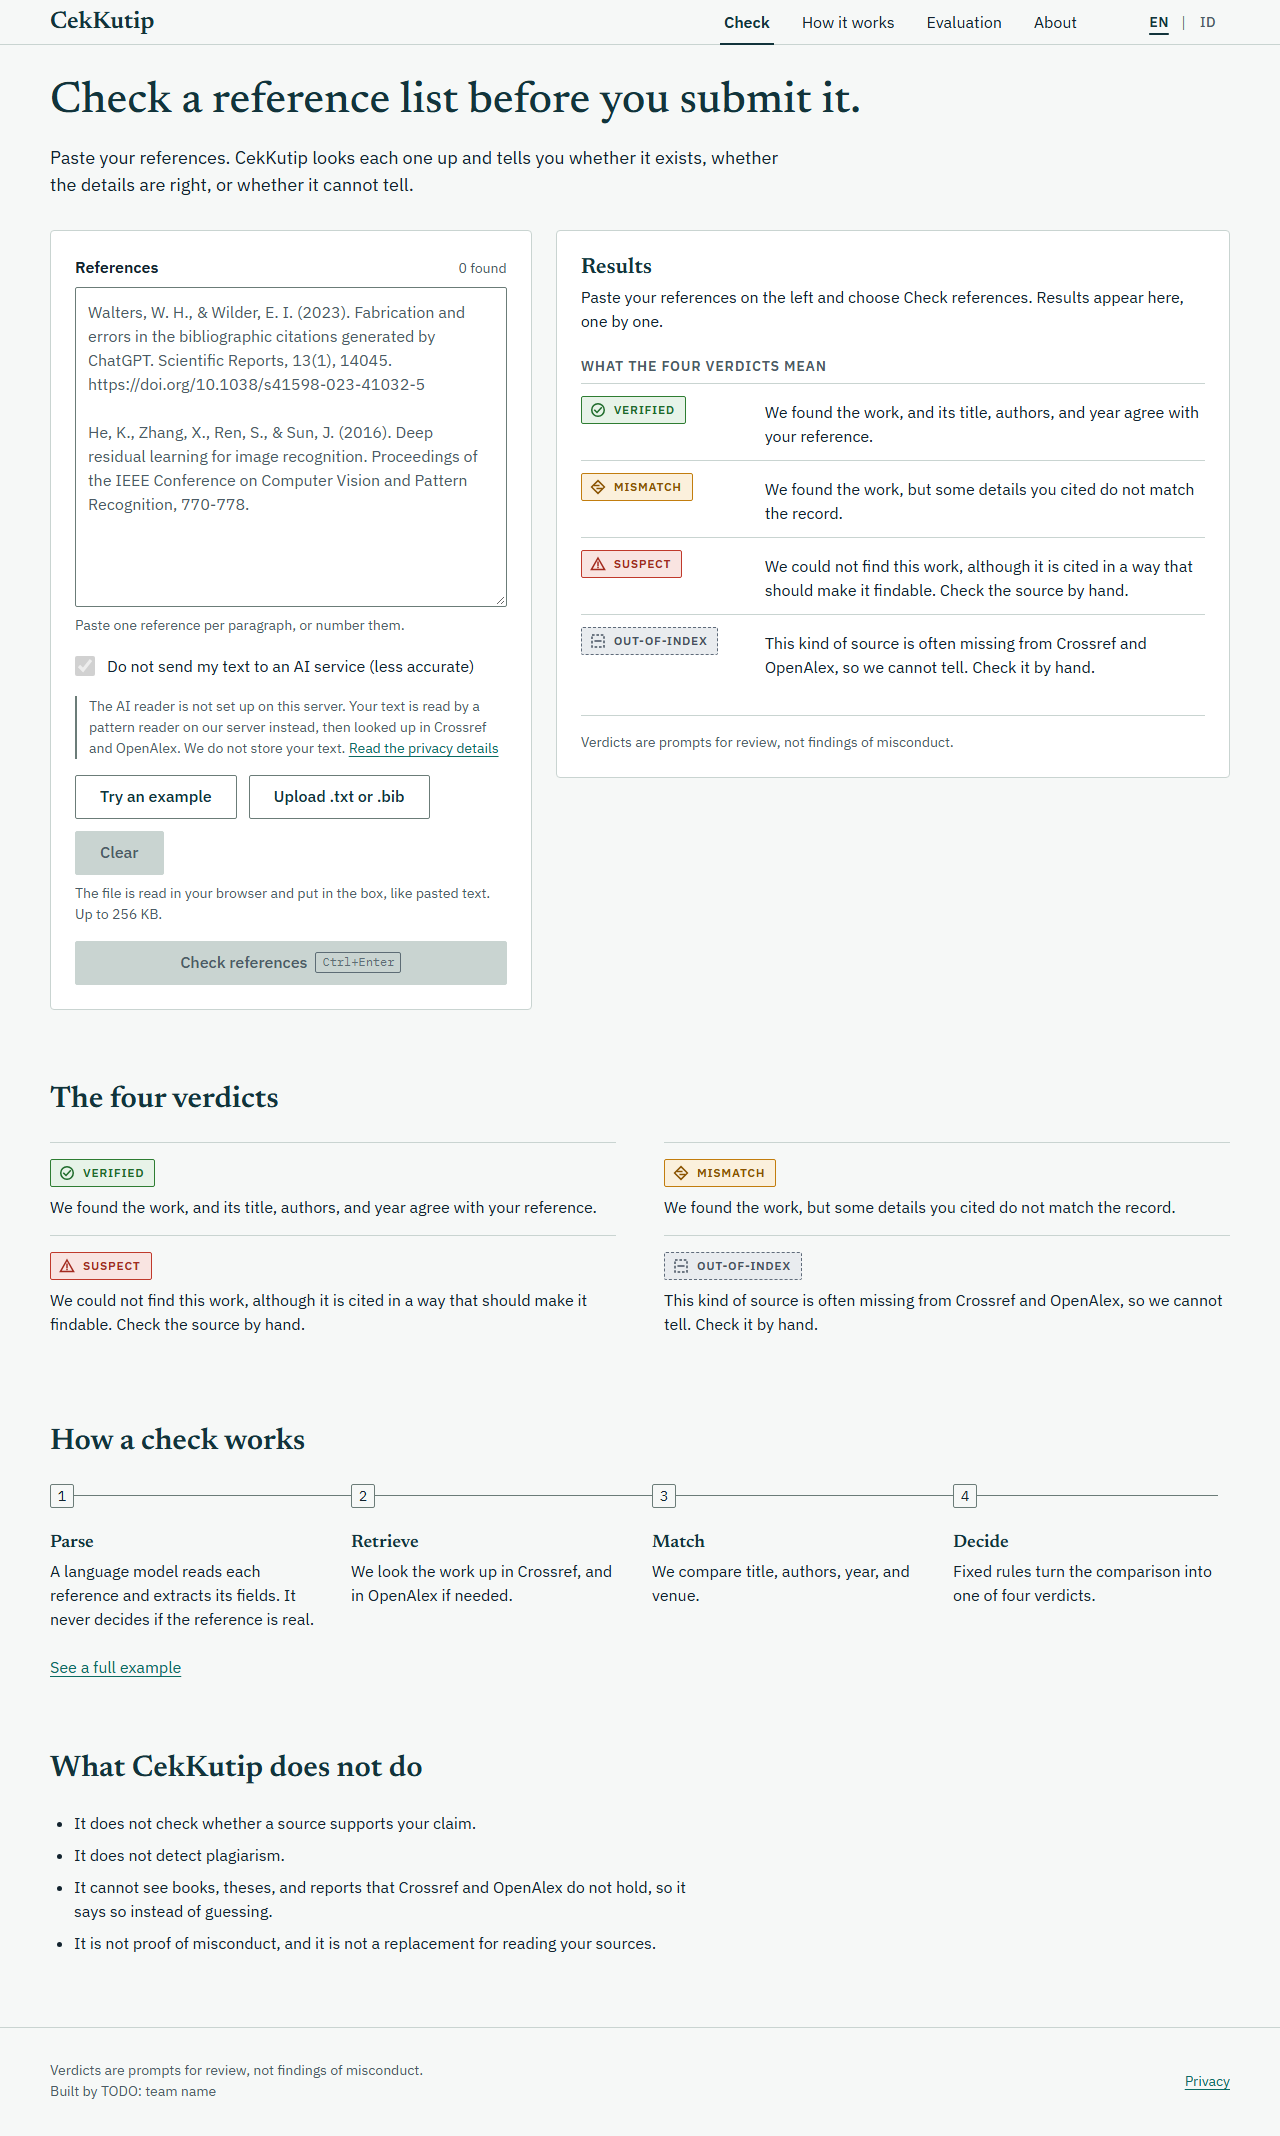 CekKutip
Check How it works Evaluation About EN | ID
Check a reference list before you submit it.
Paste your references. CekKutip looks each one up and tells you whether it exists, whether
the details are right, or whether it cannot tell.
References 0 found
Walters, W. H., & Wilder, E. I. (2023). Fabrication and
errors in the bibliographic citations generated by
ChatGPT. Scientific Reports, 13(1), 14045.
https://doi.org/10.1038/s41598-023-41032-5
He, K., Zhang, X., Ren, S., & Sun, J. (2016). Deep
residual learning for image recognition. Proceedings of
the IEEE Conference on Computer Vision and Pattern
Recognition, 770-778.
Paste one reference per paragraph, or number them.
Do not send my text to an AI service (less accurate)
The AI reader is not set up on this server. Your text is read by a
pattern reader on our server instead, then looked up in Crossref
and OpenAlex. We do not store your text. Read the privacy details
Try an example Upload .txt or .bib
Clear
The file is read in your browser and put in the box, like pasted text.
Up to 256 KB.
Check references Ctrl+Enter
Results
Paste your references on the left and choose Check references. Results appear here,
one by one.
WHAT THE FOUR VERDICTS MEAN
VERIFIED We found the work, and its title, authors, and year agree with
your reference.
MISMATCH We found the work, but some details you cited do not match
the record.
SUSPECT We could not find this work, although it is cited in a way that
should make it findable. Check the source by hand.
OUT-OF-INDEX This kind of source is often missing from Crossref and
OpenAlex, so we cannot tell. Check it by hand.
Verdicts are prompts for review, not findings of misconduct.
The four verdicts
VERIFIED
We found the work, and its title, authors, and year agree with your reference.
MISMATCH
We found the work, but some details you cited do not match the record.
SUSPECT
We could not find this work, although it is cited in a way that should make it
findable. Check the source by hand.
OUT-OF-INDEX
This kind of source is often missing from Crossref and OpenAlex, so we cannot
tell. Check it by hand.
How a check works
1
Parse
A language model reads each
reference and extracts its fields. It
never decides if the reference is real.
2
Retrieve
We look the work up in Crossref, and
in OpenAlex if needed.
3
Match
We compare title, authors, year, and
venue.
4
Decide
Fixed rules turn the comparison into
one of four verdicts.
See a full example
What CekKutip does not do
• It does not check whether a source supports your claim.
• It does not detect plagiarism.
• It cannot see books, theses, and reports that Crossref and OpenAlex do not hold, so it
says so instead of guessing.
• It is not proof of misconduct, and it is not a replacement for reading your sources.
Verdicts are prompts for review, not findings of misconduct.
Built by TODO: team name
Privacy